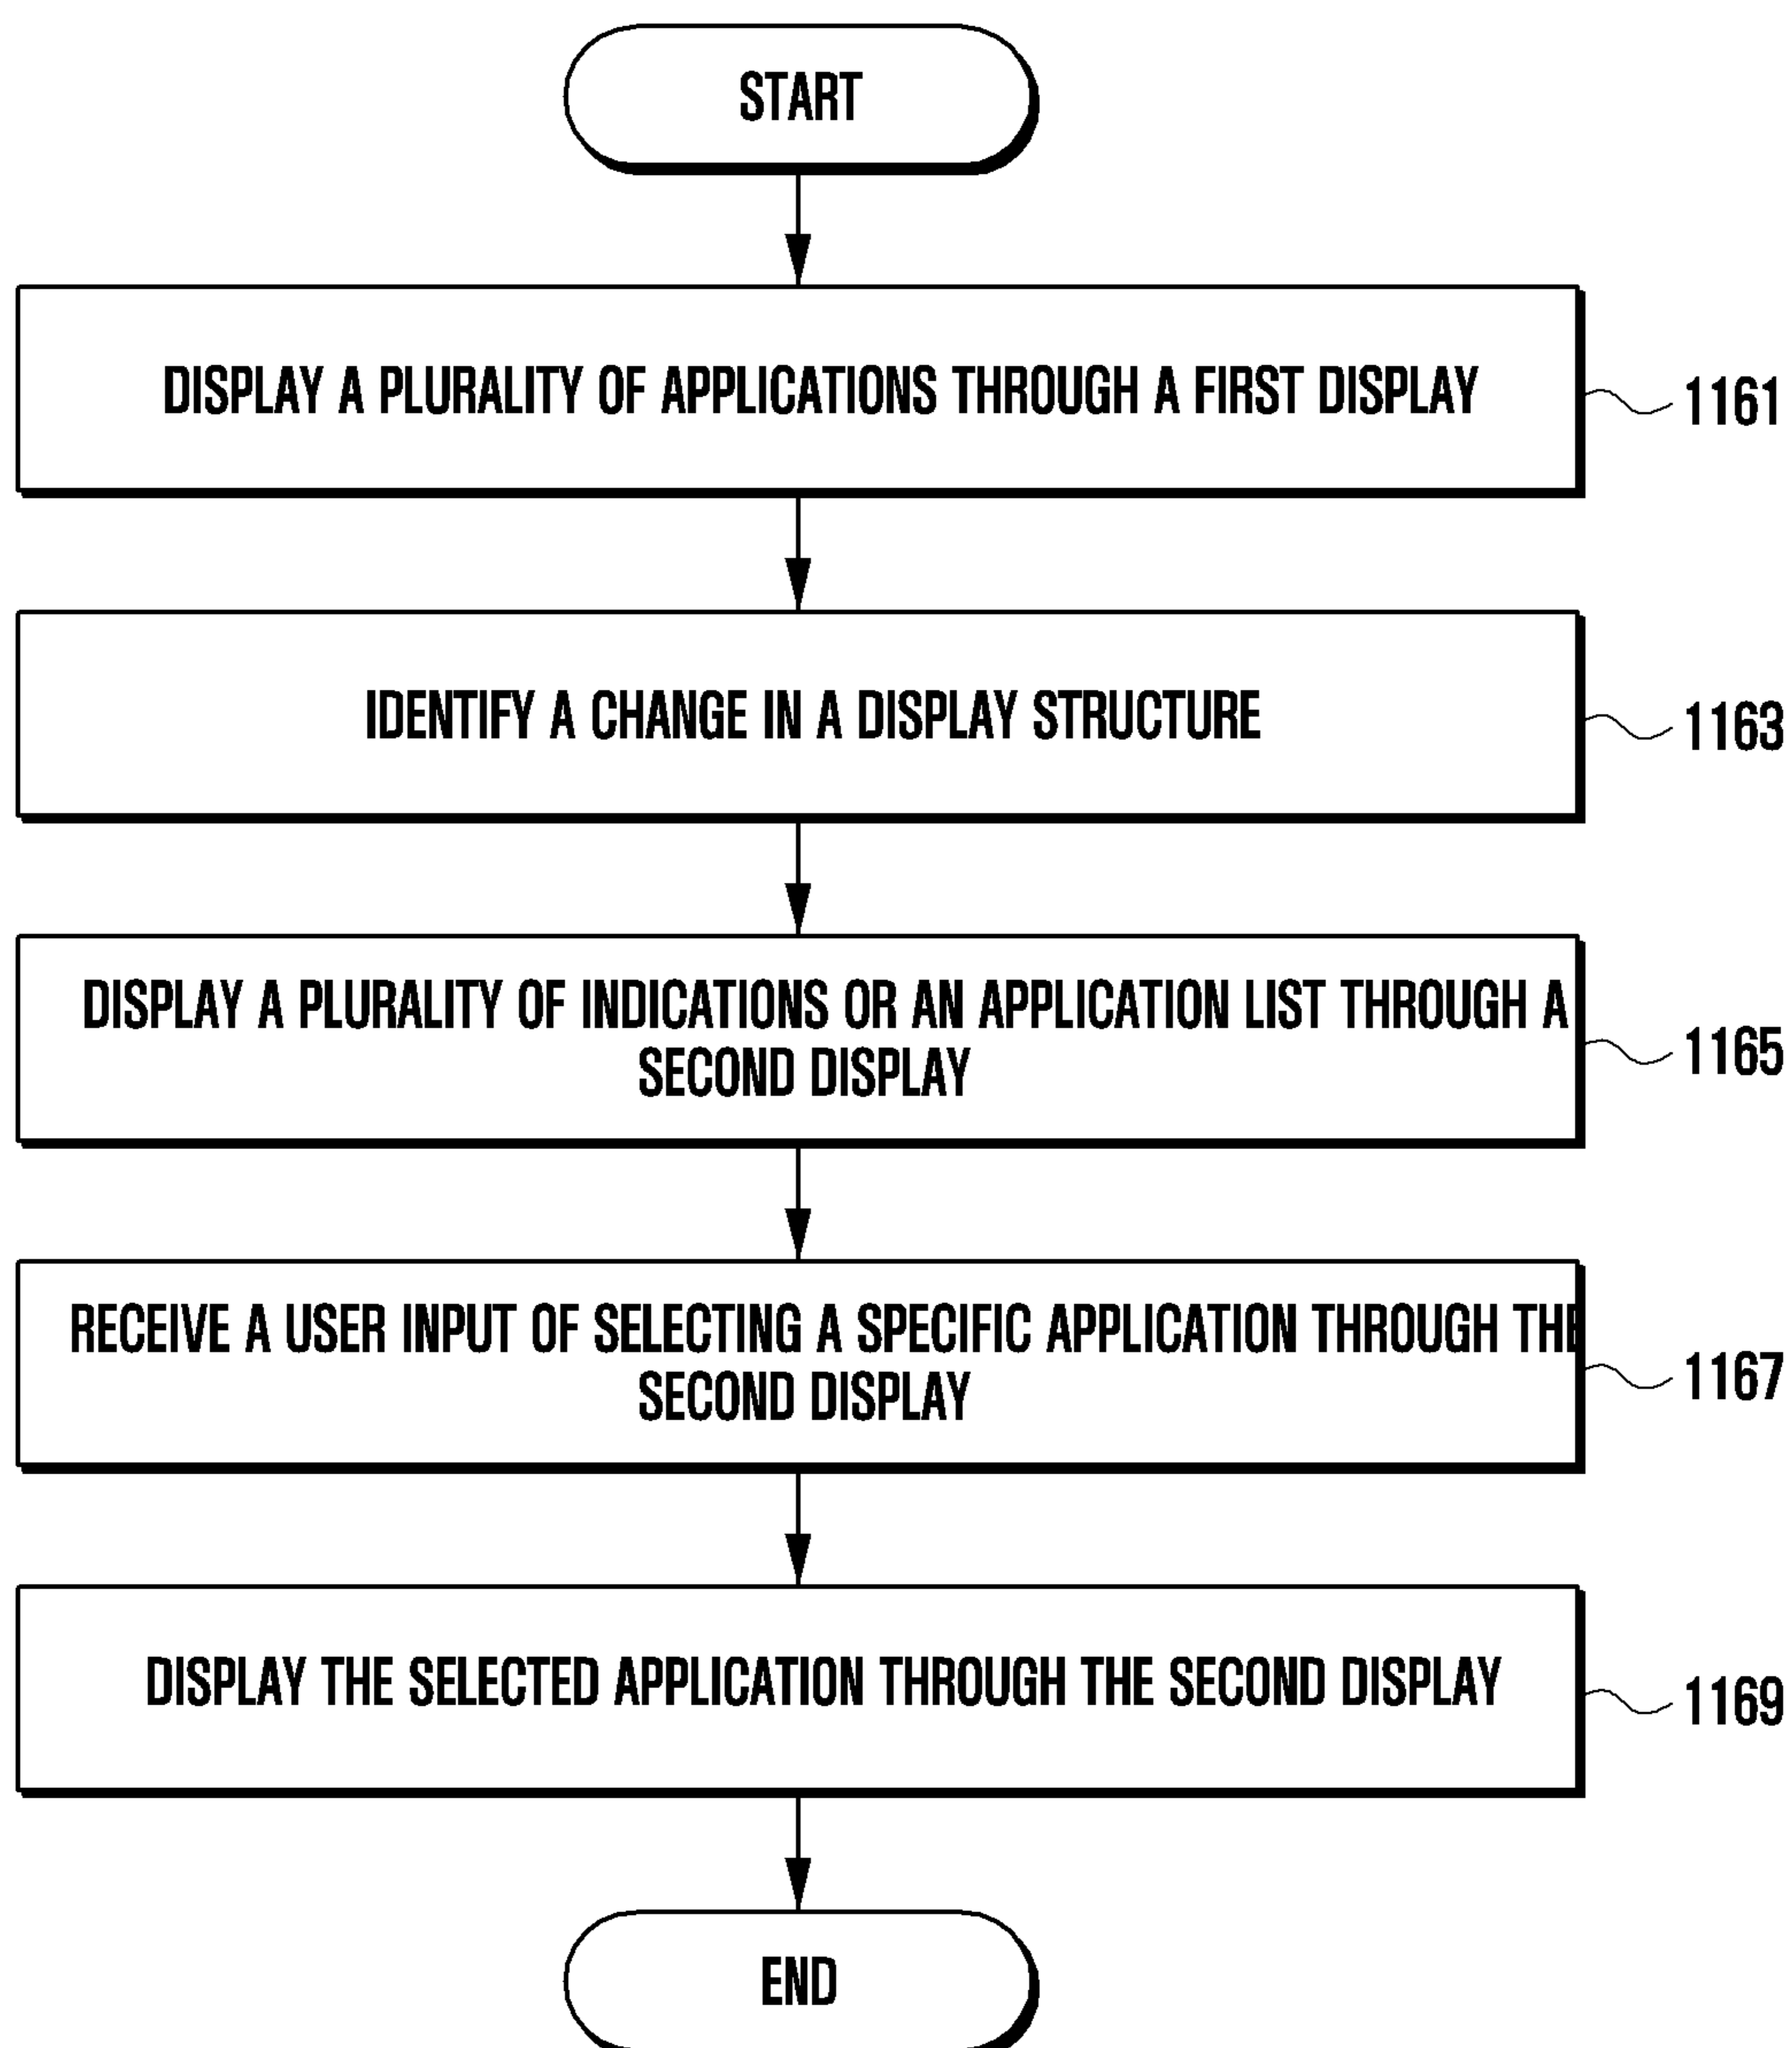 START
DISPLAY A PLURALITY OF APPLICATIONS THROUGH A FIRST DISPLAY
1161
IDENTIFY A CHANGE IN A DISPLAY STRUCTURE
1163
DISPLAY A PLURALITY OF INDICATIONS OR AN APPLICATION LIST THROUGH A
SECOND DISPLAY
1165
RECEIVE A USER INPUT OF SELECTING A SPECIFIC APPLICATION THROUGH THE
SECOND DISPLAY
1167
DISPLAY THE SELECTED APPLICATION THROUGH THE SECOND DISPLAY
1169
END